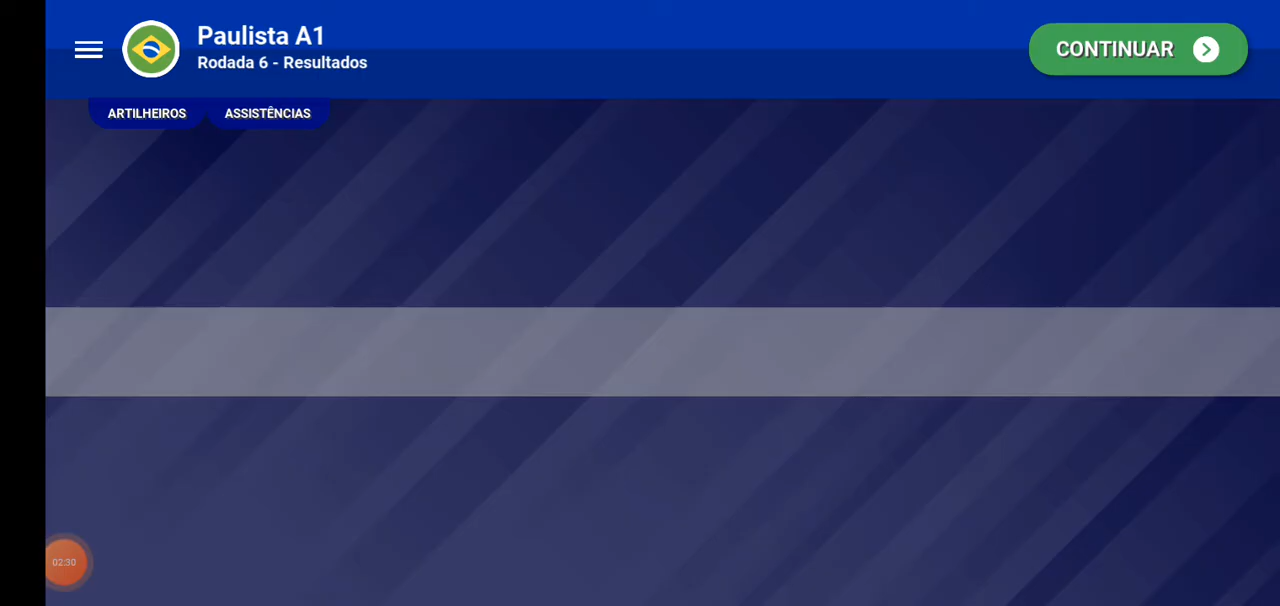 Paulista A1
Rodada 6 - Resultados
CONTINUAR
ARTILHEIROS
ASSISTÊNCIAS
02:30